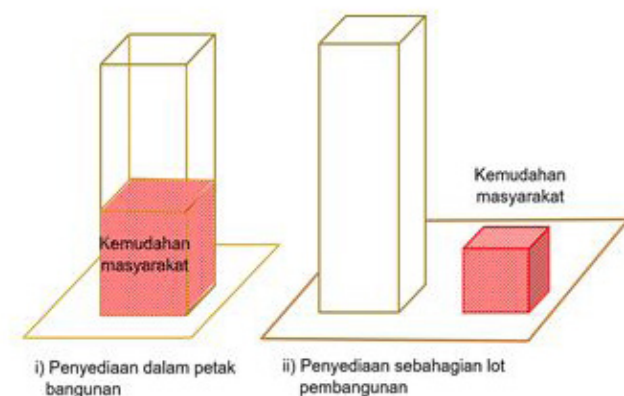 Kemudahan
masyarakat
i) Penyediaan dalam petak
bangunan
Kemudahan
masyarakat
ii) Penyediaan sebahagian lot
pembangunan